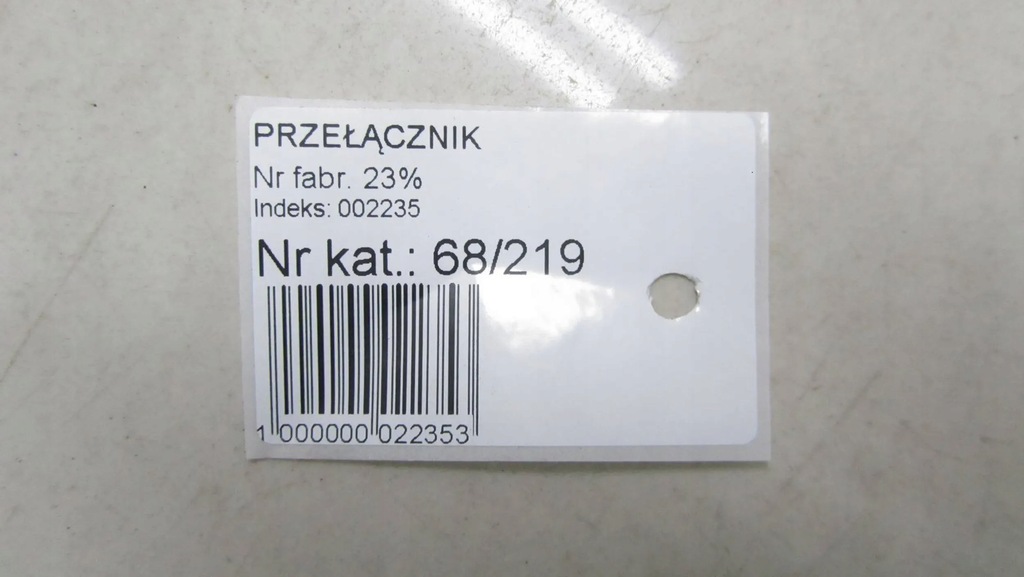 PRZEŁĄCZNIK
Nr fabr. 23%
Indeks: 002235
Nr kat.: 68/219
1 000000 022353